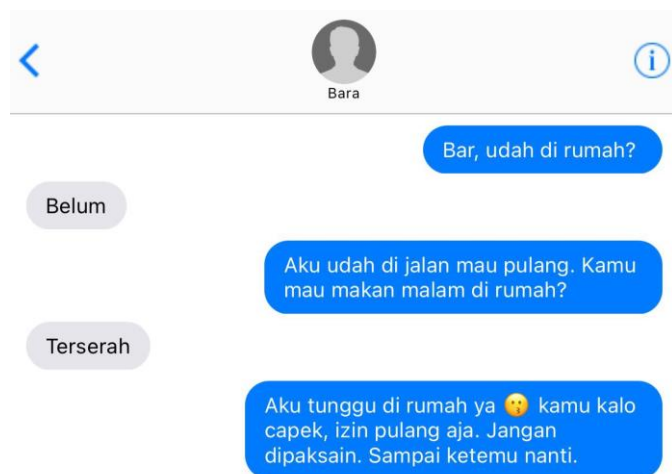 Bara
Bar, udah di rumah?
Belum
Aku udah di jalan mau pulang. Kamu
mau makan malam di rumah?
Terserah
Aku tunggu di rumah ya 😗 kamu kalo
capek, izin pulang aja. Jangan
dipaksain. Sampai ketemu nanti.